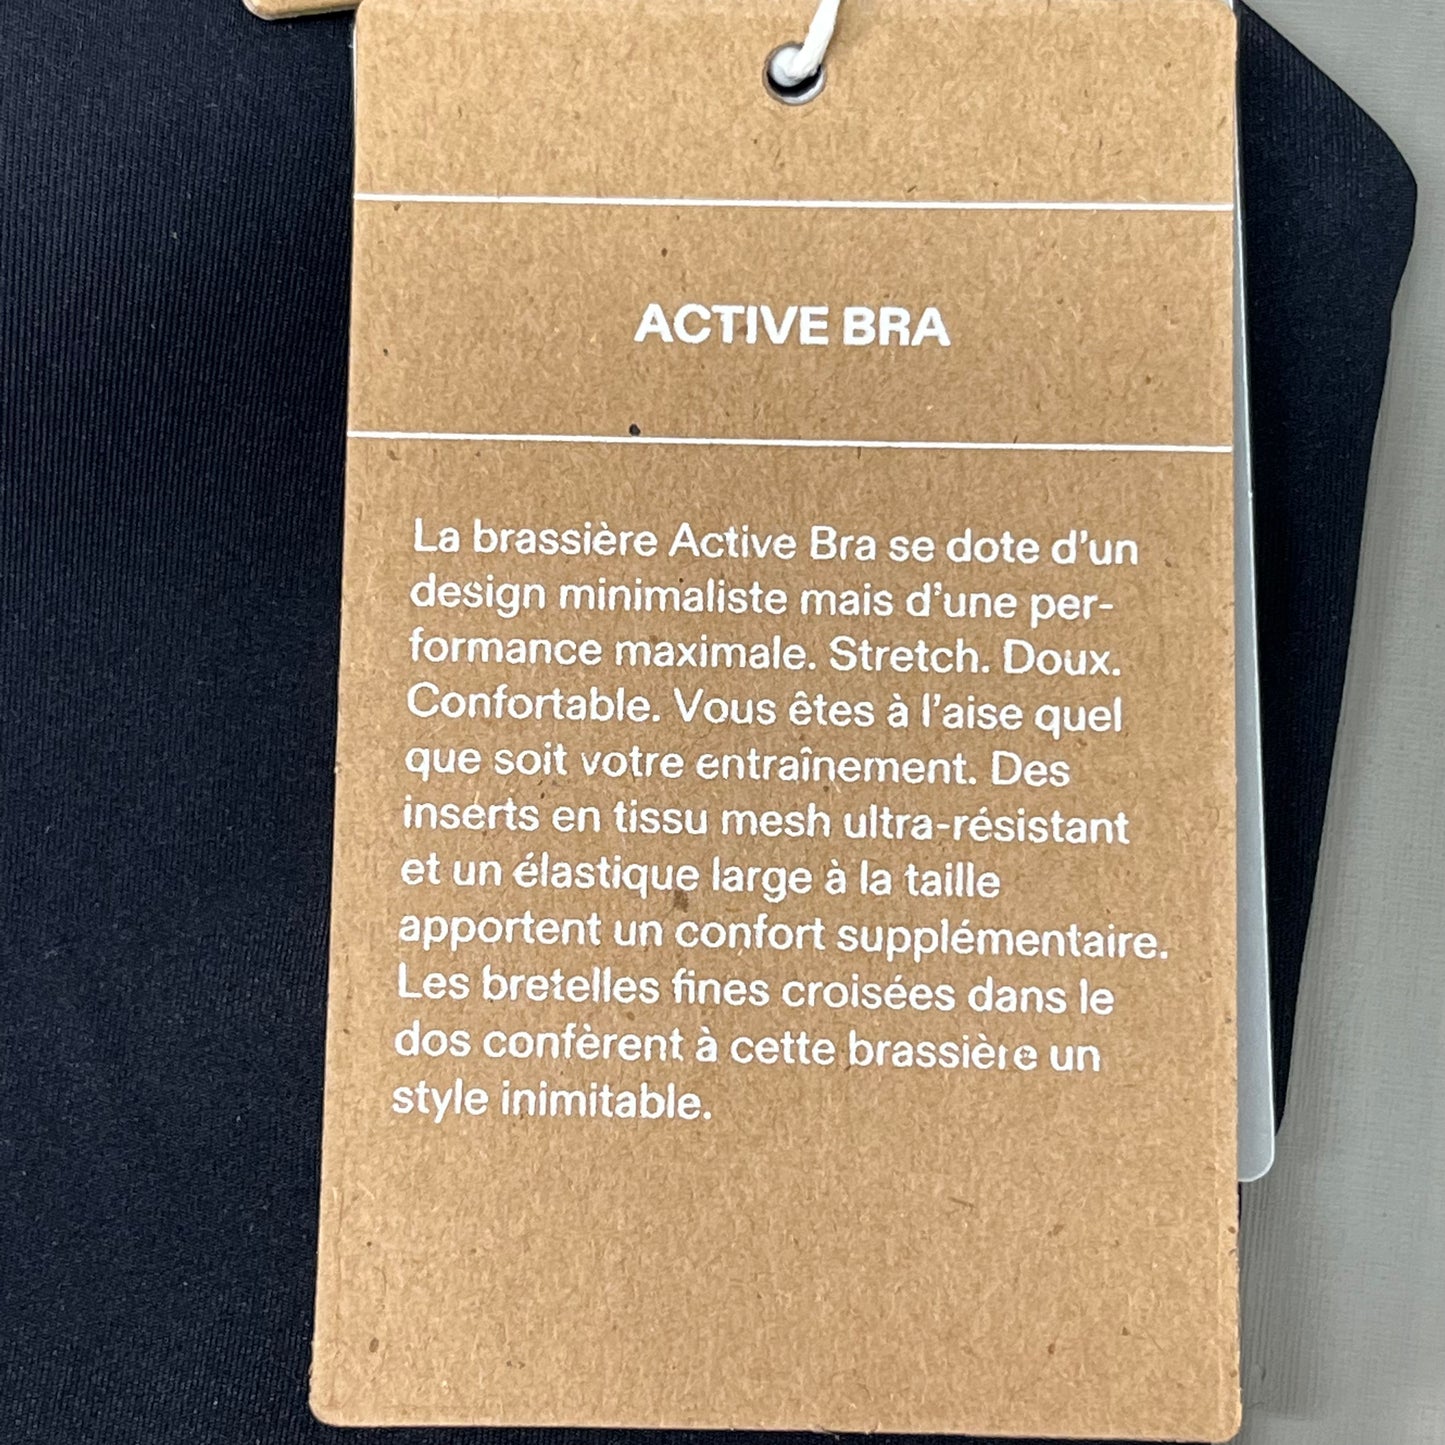 ACTIVE BRA
La brassière Active Bra se dote d'un
design minimaliste mais d'une per-
formance maximale. Stretch. Doux.
Confortable. Vous êtes à l'aise quel
que soit votre entraînement. Des
inserts en tissu mesh ultra-résistant
et un élastique large à la taille
apportent un confort supplémentaire.
Les bretelles fines croisées dans le
dos confèrent à cette brassière un
style inimitable.